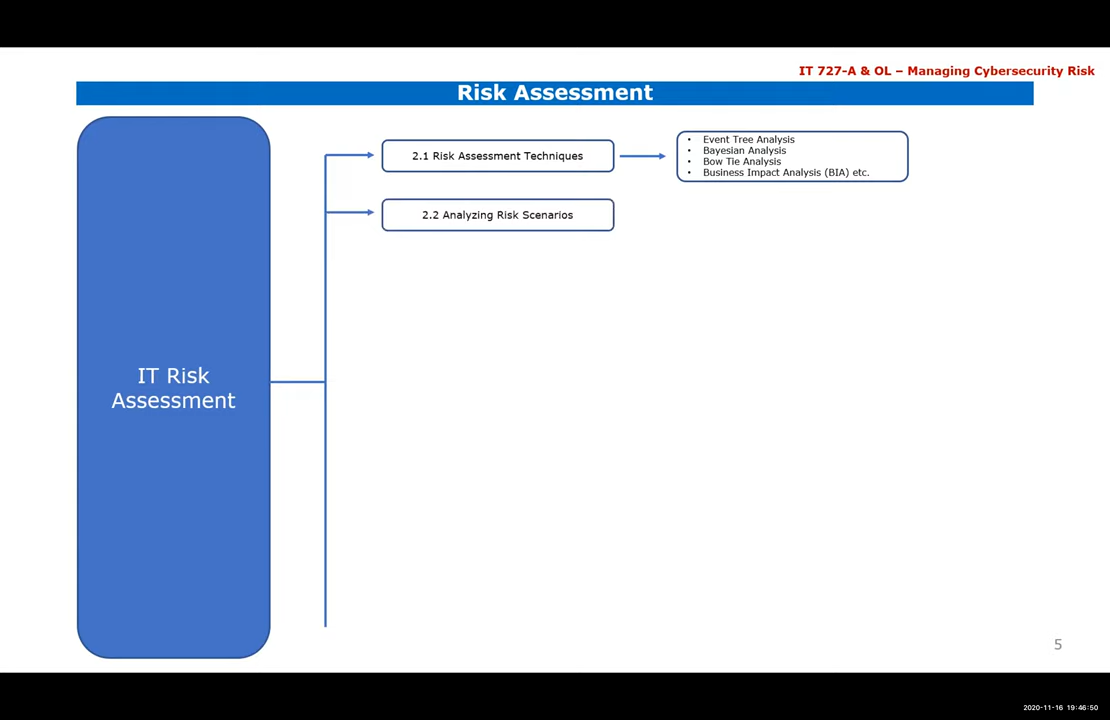 IT 727-A & OL – Managing Cybersecurity Risk
Risk Assessment
IT Risk
Assessment
2.1 Risk Assessment Techniques
• Event Tree Analysis
• Bayesian Analysis
• Bow Tie Analysis
• Business Impact Analysis (BIA) etc.
2.2 Analyzing Risk Scenarios
5
2020-11-16 19:46:50